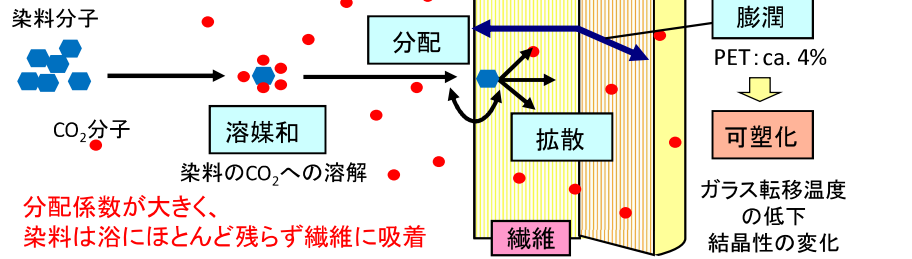 染料分子
分配
膨潤
PET：ca. 4%
CO2分子
溶媒和
拡散
可塑化
染料のCO2への溶解
ガラス転移温度
の低下
結晶性の変化
分配係数が大きく、
染料は浴にほとんど残らず繊維に吸着
繊維